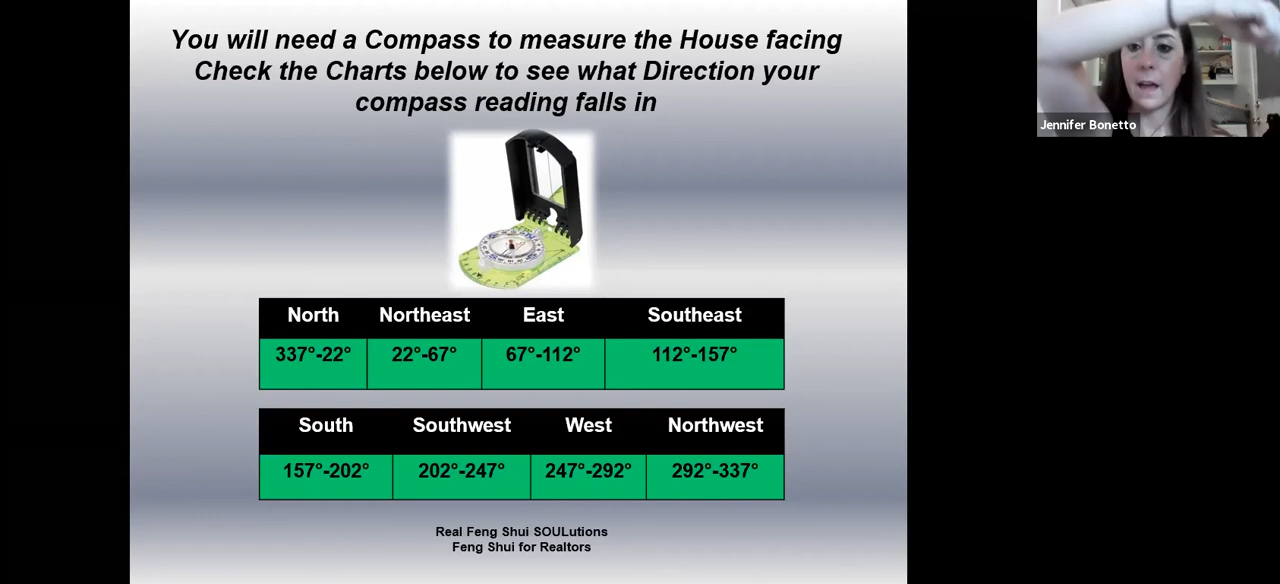 You will need a Compass to measure the House facing
Check the Charts below to see what Direction your
compass reading falls in
North Northeast East Southeast
337°-22° 22°-67° 67°-112° 112°-157°
South Southwest West Northwest
157°-202° 202°-247° 247°-292° 292°-337°
Real Feng Shui SOULutions
Feng Shui for Realtors
Jennifer Bonetto